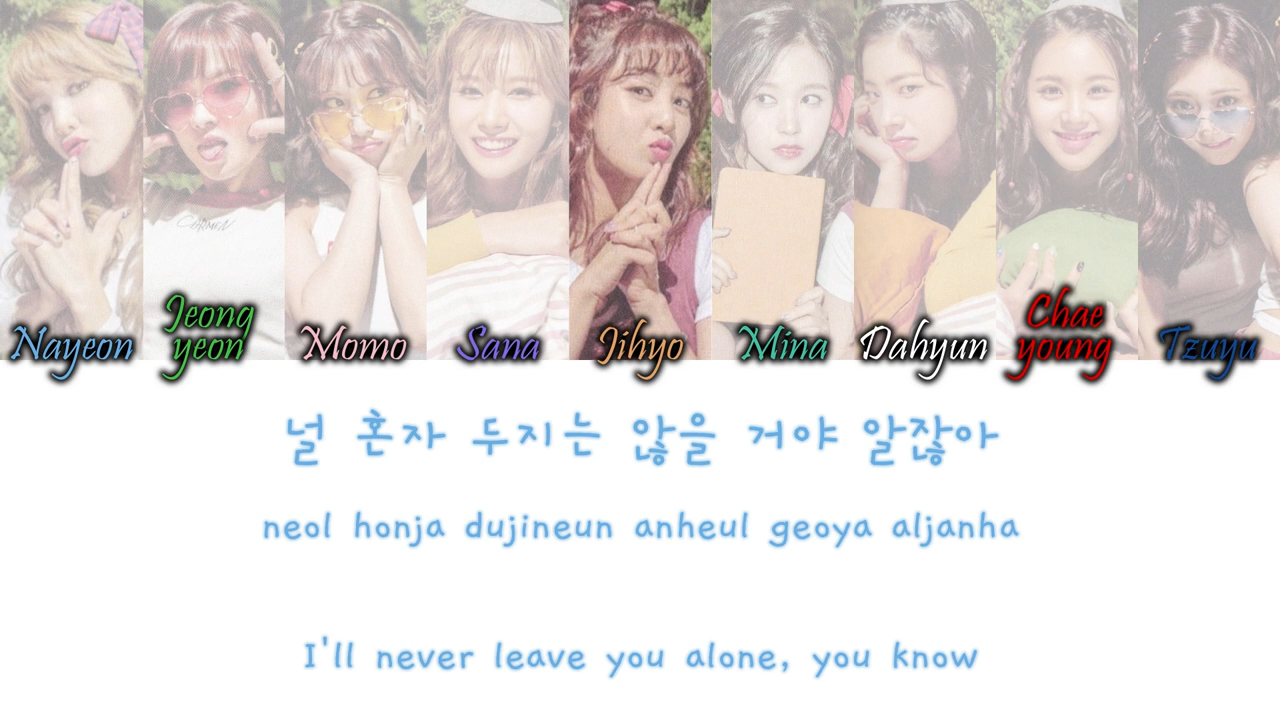 CARMEN
Nayeon
Jeong
yeon
Momo
Sana
Jihyo
Mina
Dahyun
Chae
young
Tzuyu
널 혼자 두지는 않을 거야 알잖아
neol honja dujineun anheul geoya aljanha
I'll never leave you alone, you know